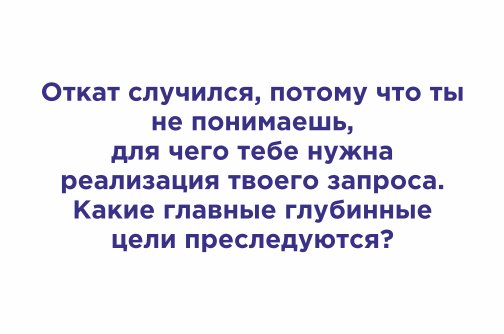 Откат случился, потому что ты
не понимаешь,
для чего тебе нужна
реализация твоего запроса.
Какие главные глубинные
цели преследуются?